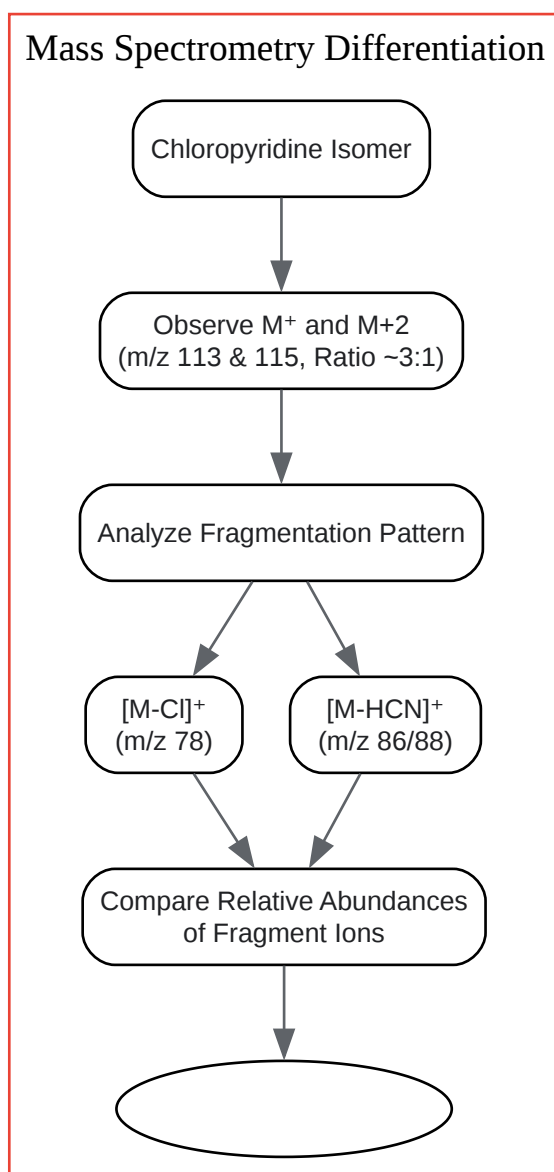 Mass Spectrometry Differentiation
Chloropyridine Isomer
Observe M⁺ and M+2
(m/z 113 & 115, Ratio ~3:1)
Analyze Fragmentation Pattern
[M-Cl]⁺
(m/z 78)
[M-HCN]⁺
(m/z 86/88)
Compare Relative Abundances
of Fragment Ions